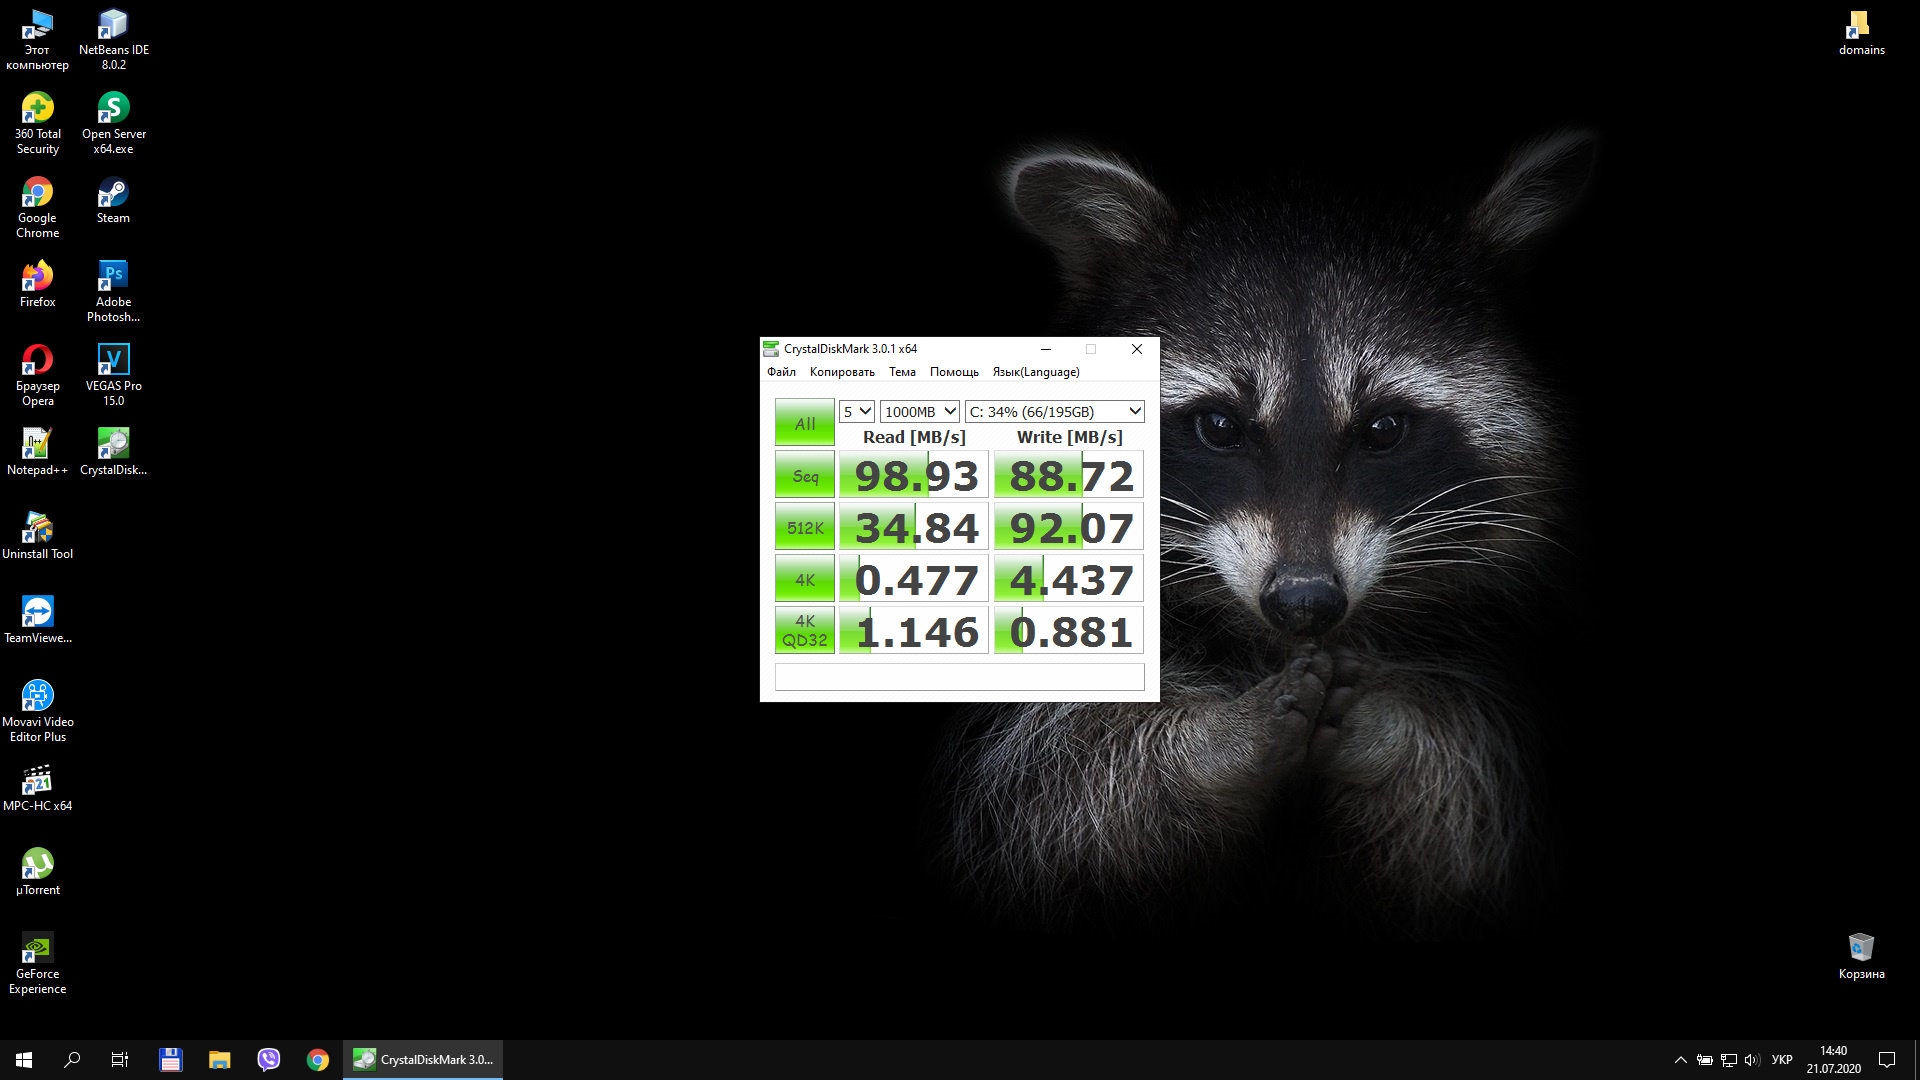 Этот
компьютер
NetBeans IDE
8.0.2
360 Total
Security
Open Server
x64.exe
Google
Chrome
Steam
Firefox
Adobe
Photosh...
Браузер
Opera
VEGAS Pro
15.0
Notepad++
CrystalDisk...
Uninstall Tool
TeamViewe...
Movavi Video
Editor Plus
MPC-HC x64
µTorrent
GeForce
Experience
domains
Корзина
CrystalDiskMark 3.0.1 x64
Файл Копировать Тема Помощь Язык(Language)
All 5 1000MB C: 34% (66/195GB)
Read [MB/s] Write [MB/s]
Seq 98.93 88.72
512K 34.84 92.07
4K 0.477 4.437
4K
QD32 1.146 0.881
CrystalDiskMark 3.0...
УКР
14:40
21.07.2020